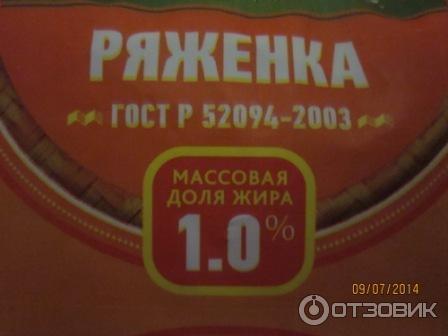 РЯЖЕНКА
ГОСТ Р 52094-2003
МАССОВАЯ
ДОЛЯ ЖИРА
1.0%
09/07/2014
ОТЗОВИК